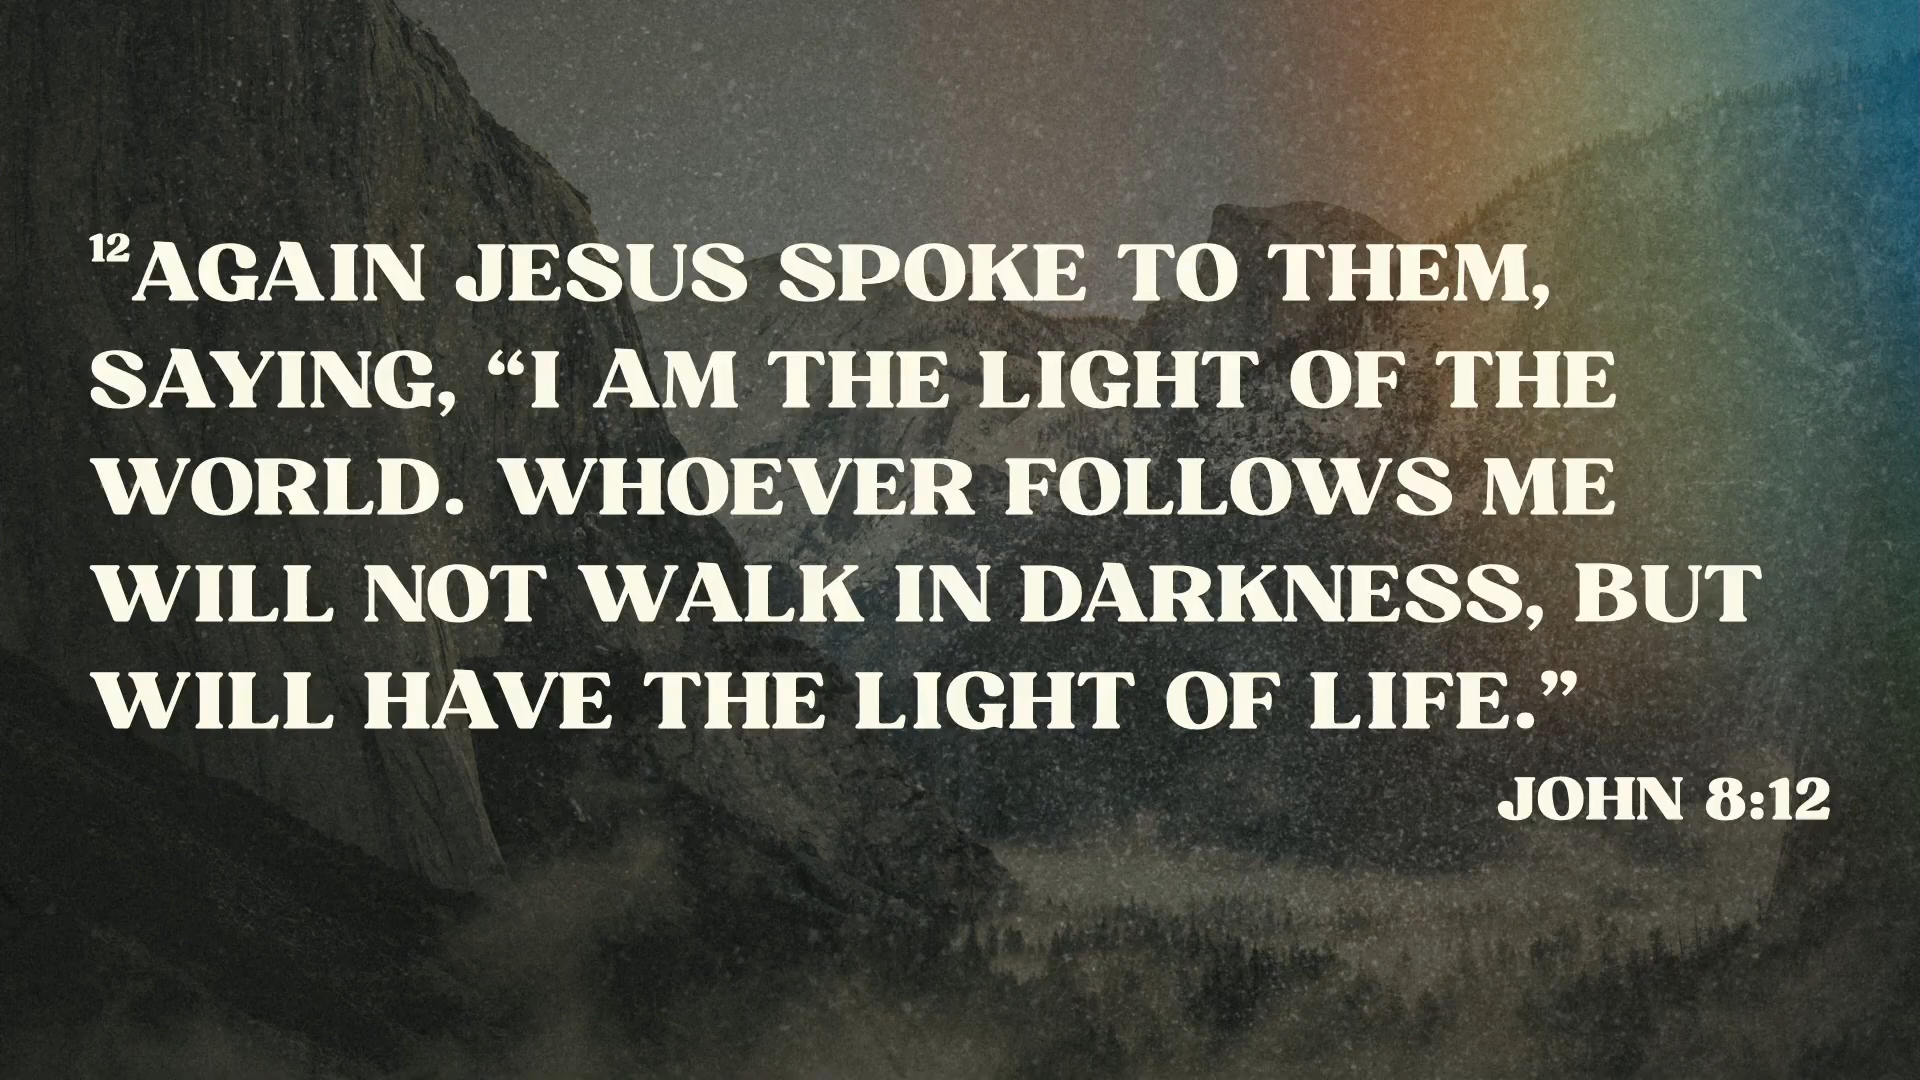 ¹²AGAIN JESUS SPOKE TO THEM,
SAYING, “I AM THE LIGHT OF THE
WORLD. WHOEVER FOLLOWS ME
WILL NOT WALK IN DARKNESS, BUT
WILL HAVE THE LIGHT OF LIFE.”
JOHN 8:12